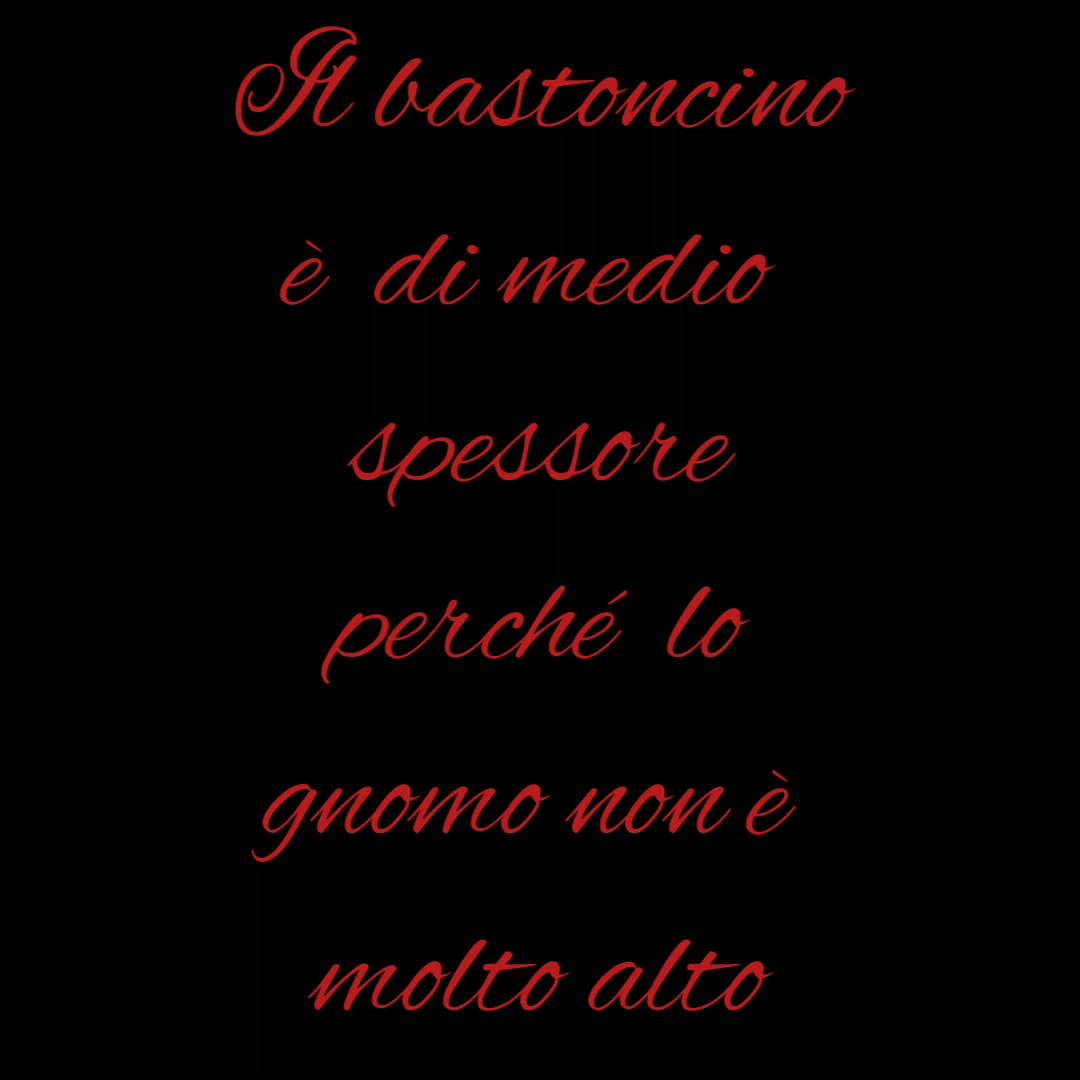 Il bastoncino
è di medio
spessore
perché lo
gnomo non è
molto alto